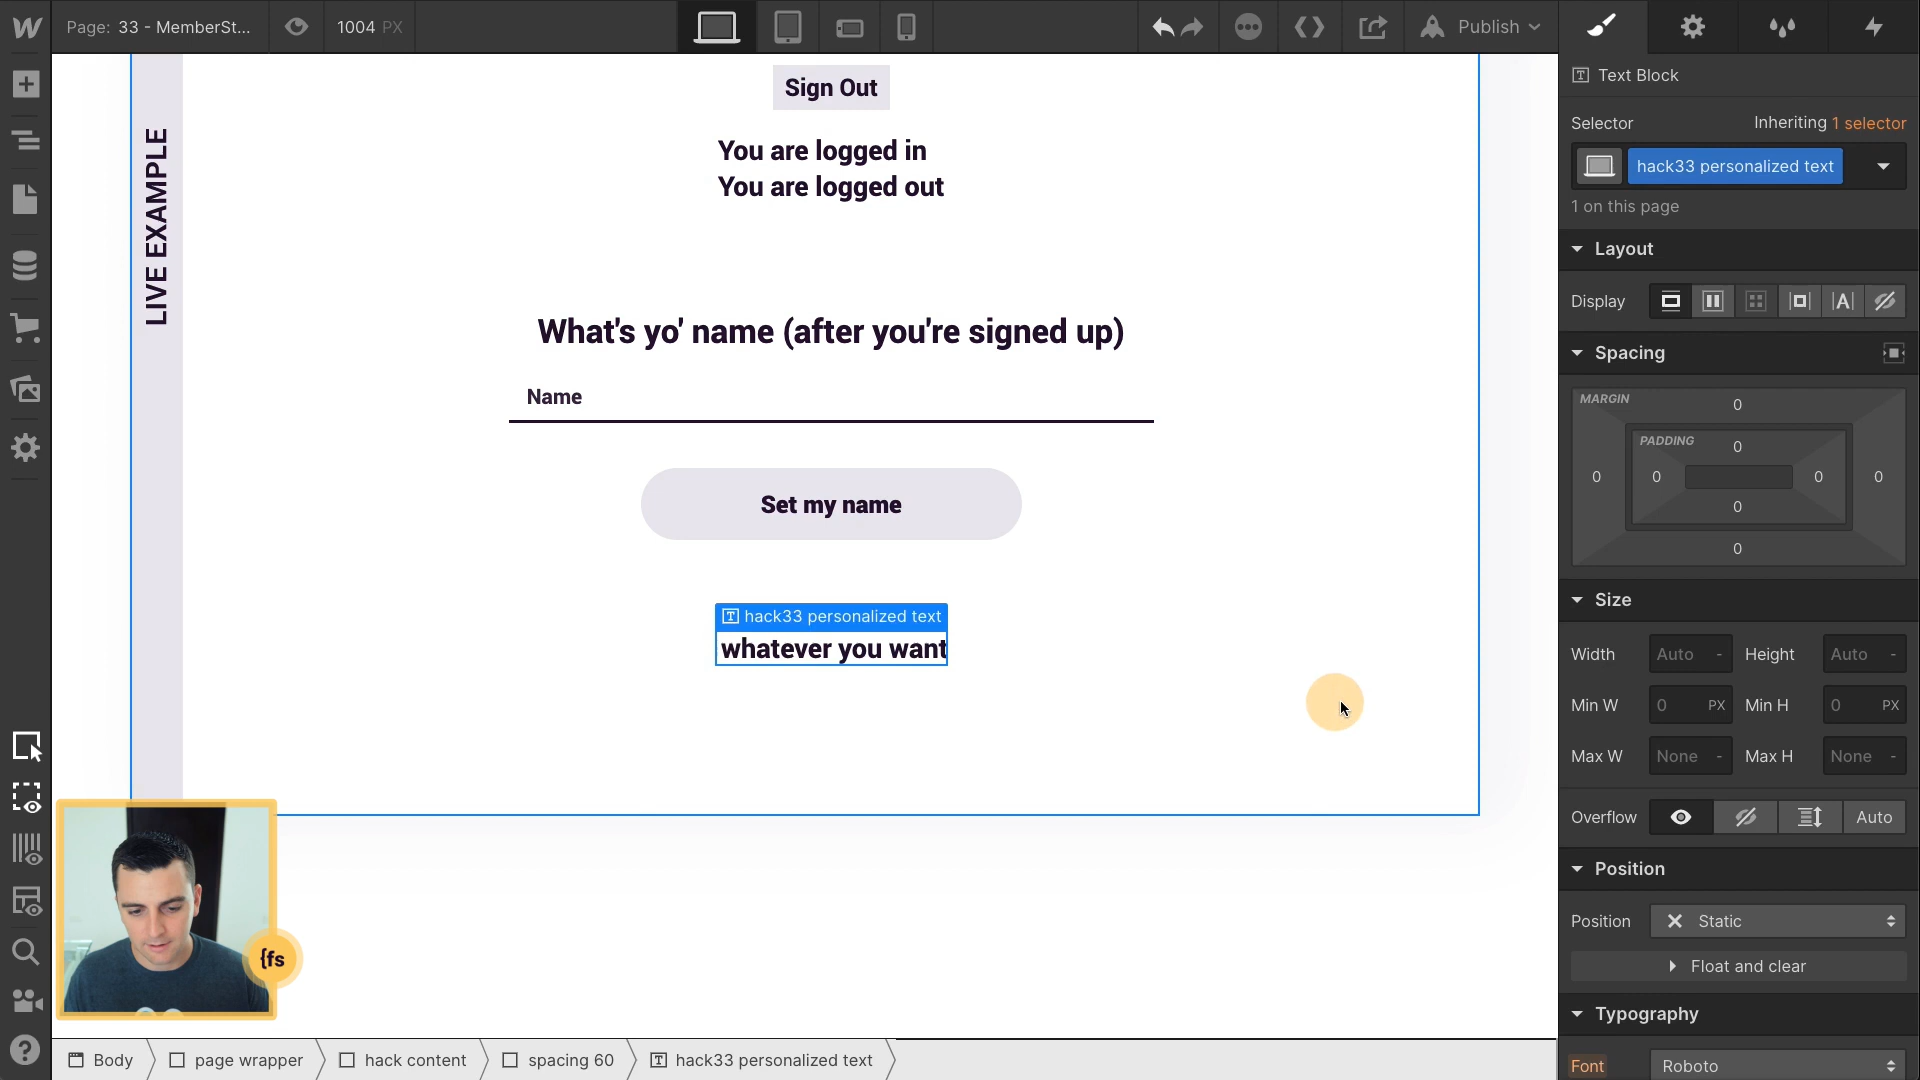 Page: 33 - MemberSt...
1004 PX
Publish
Sign Out
You are logged in
You are logged out
LIVE EXAMPLE
What's yo' name (after you're signed up)
Name
Set my name
hack33 personalized text
whatever you want
{fs
Body
page wrapper
hack content
spacing 60
hack33 personalized text
Text Block
Selector
Inheriting 1 selector
hack33 personalized text
1 on this page
Layout
Display
A
Spacing
MARGIN
0
PADDING
0
0 0 0 0
0
0
Size
Width Auto - Height Auto -
Min W 0 PX Min H 0 PX
Max W None - Max H None -
Overflow Auto
Position
Position Static
Float and clear
Typography
Font Roboto